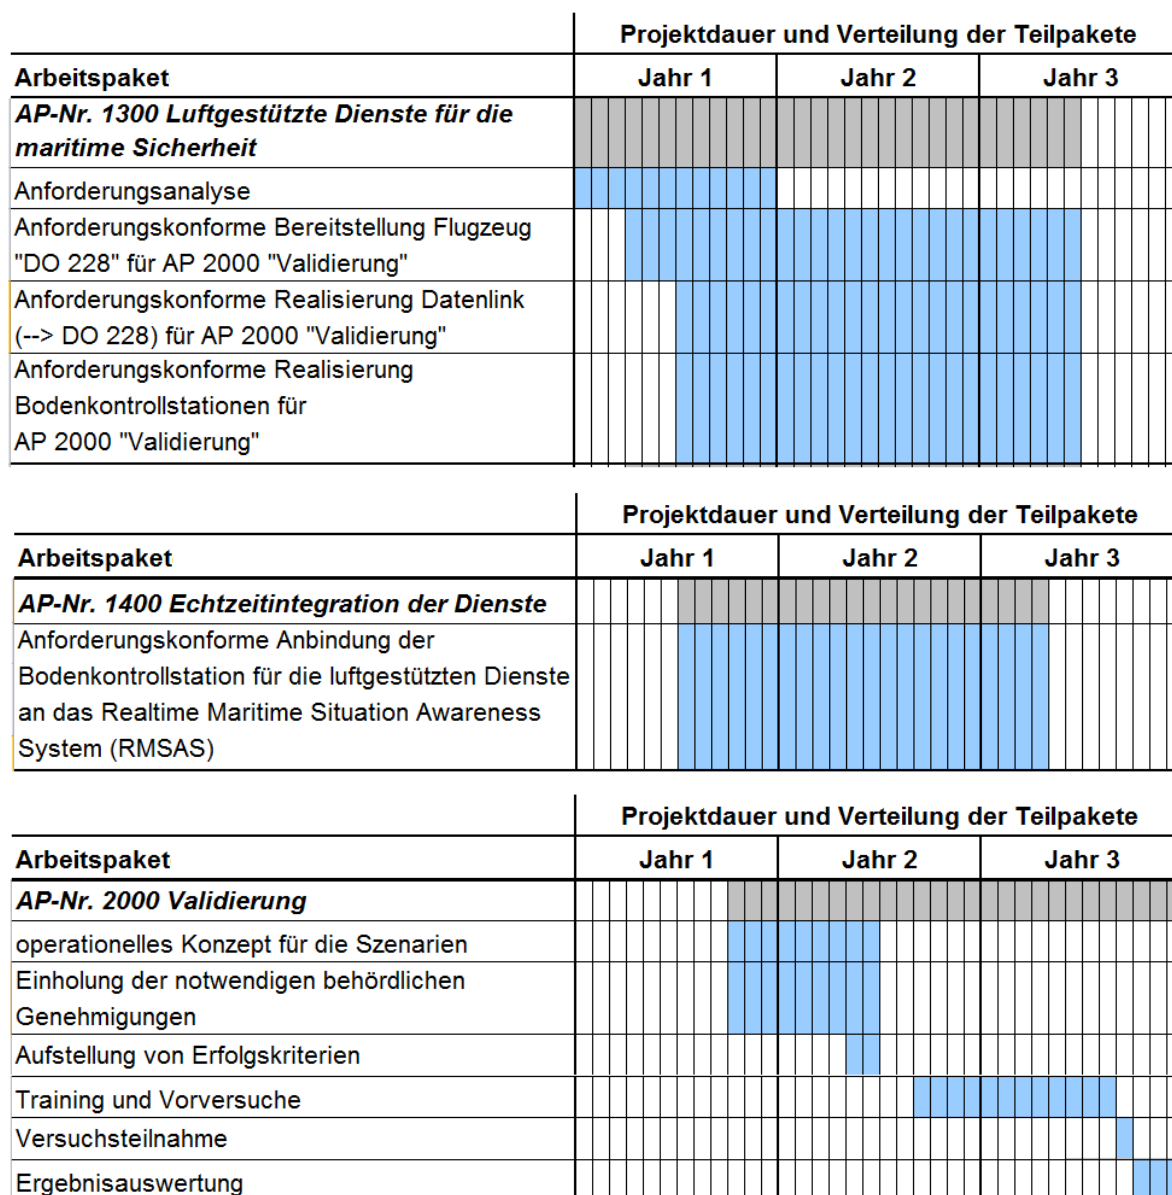 Projektdauer und Verteilung der Teilpakete
Arbeitspaket Jahr 1 Jahr 2 Jahr 3
AP-Nr. 1300 Luftgestützte Dienste für die
maritime Sicherheit
Anforderungsanalyse
Anforderungskonforme Bereitstellung Flugzeug
"DO 228" für AP 2000 "Validierung"
Anforderungskonforme Realisierung Datenlink
(--> DO 228) für AP 2000 "Validierung"
Anforderungskonforme Realisierung
Bodenkontrollstationen für
AP 2000 "Validierung"
Projektdauer und Verteilung der Teilpakete
Arbeitspaket Jahr 1 Jahr 2 Jahr 3
AP-Nr. 1400 Echtzeitintegration der Dienste
Anforderungskonforme Anbindung der
Bodenkontrollstation für die luftgestützten Dienste
an das Realtime Maritime Situation Awareness
System (RMSAS)
Projektdauer und Verteilung der Teilpakete
Arbeitspaket Jahr 1 Jahr 2 Jahr 3
AP-Nr. 2000 Validierung
operationelles Konzept für die Szenarien
Einholung der notwendigen behördlichen
Genehmigungen
Aufstellung von Erfolgskriterien
Training und Vorversuche
Versuchsteilnahme
Ergebnisauswertung